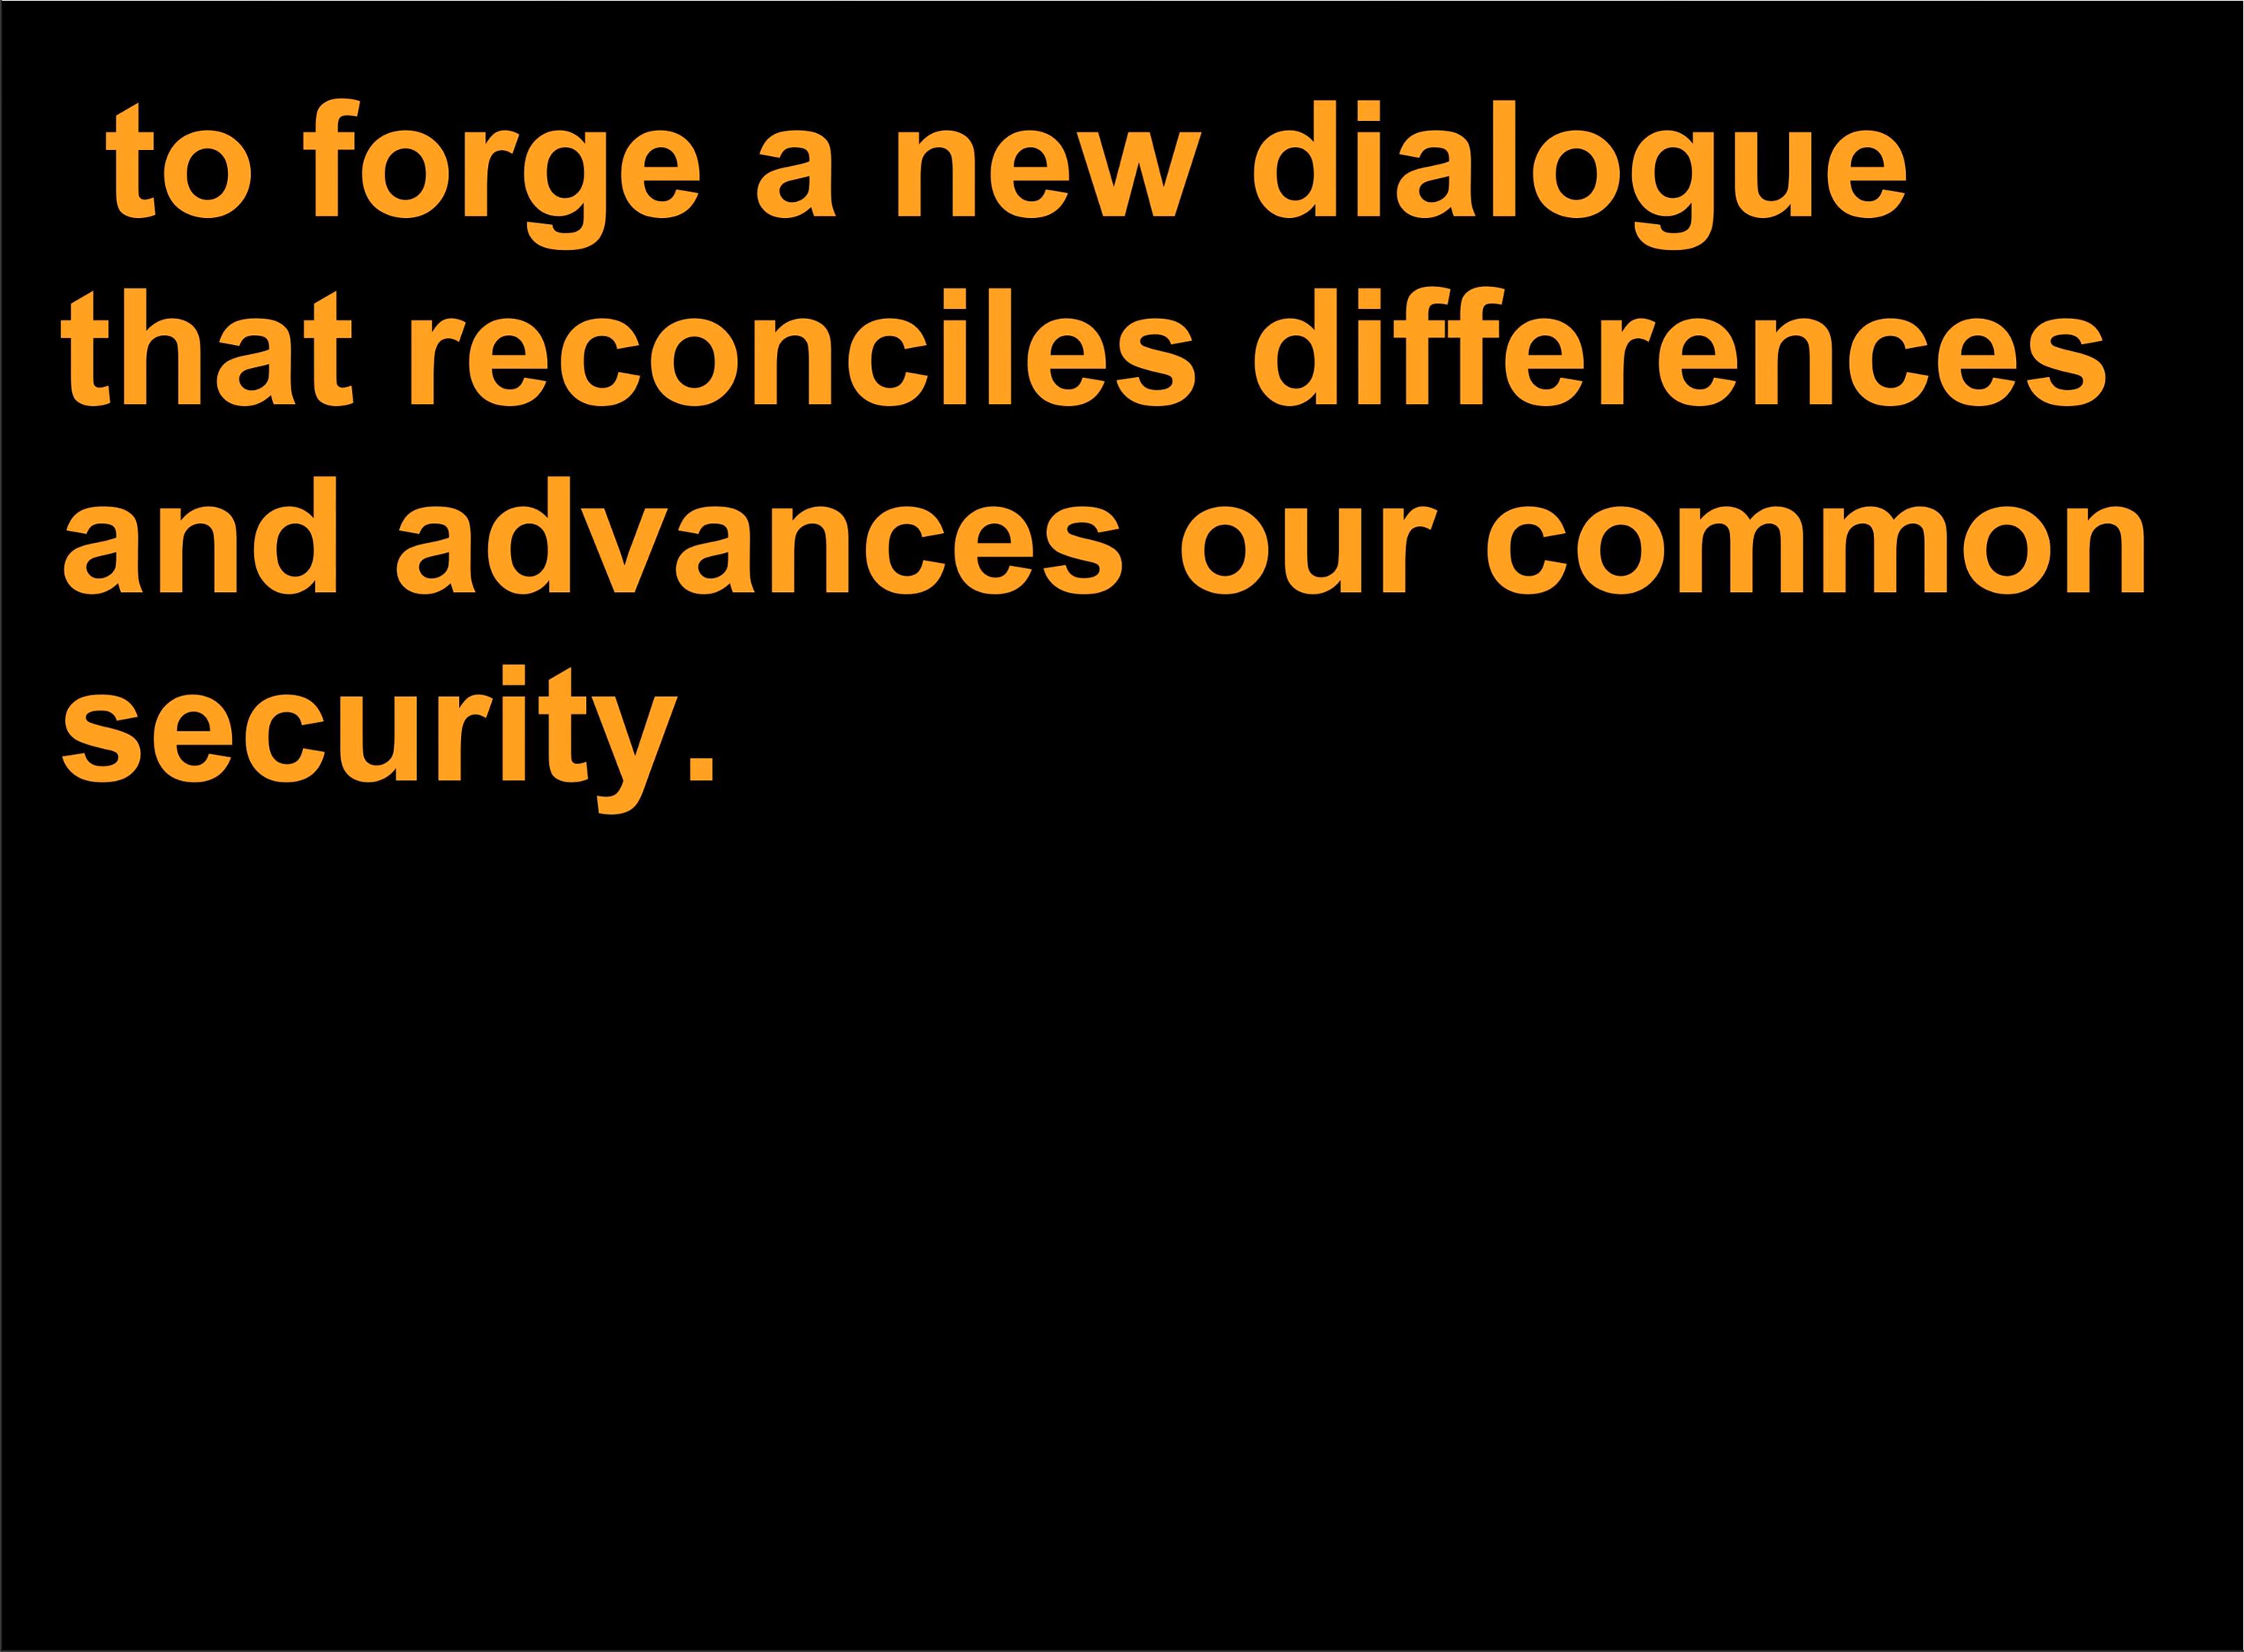 to forge a new dialogue
that reconciles differences
and advances our common
security.